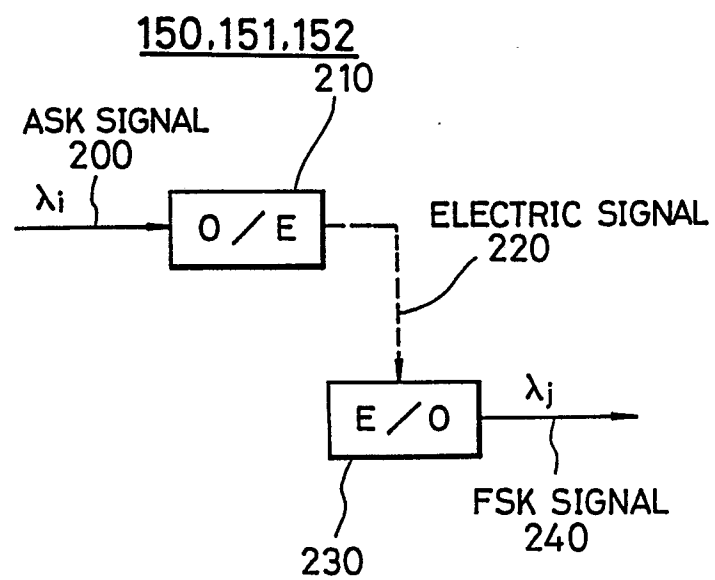 150,151,152
210
ASK SIGNAL
200
λi
O / E
ELECTRIC SIGNAL
220
E / O
λj
FSK SIGNAL
240
230